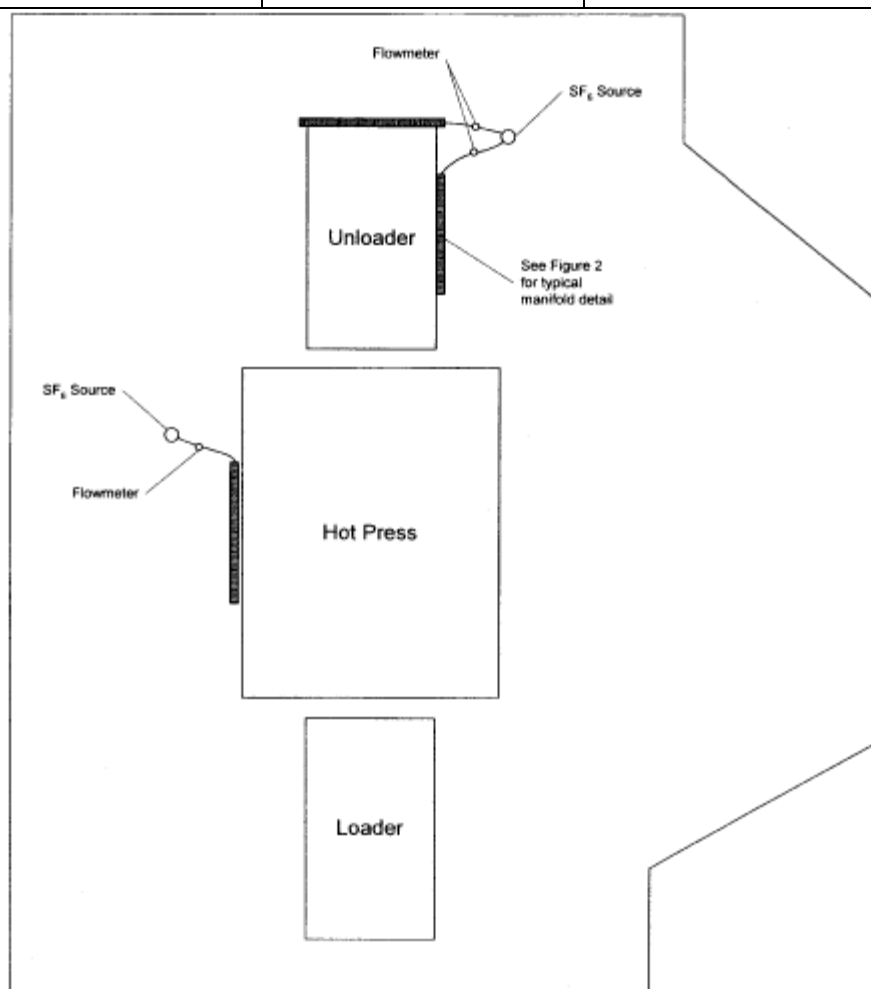 Flowmeter
SF₆ Source
Unloader
See Figure 2
for typical
manifold detail
SF₆ Source
Flowmeter
Hot Press
Loader